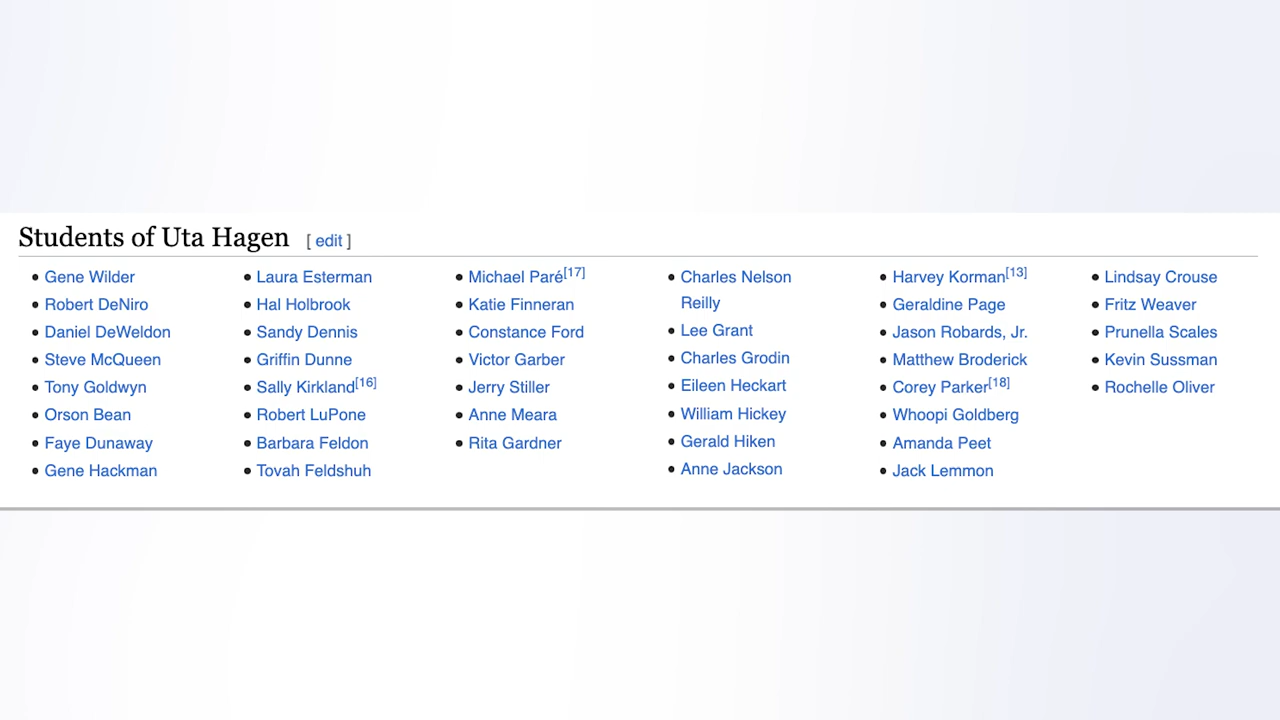 Students of Uta Hagen [ edit ]
Gene Wilder
Robert DeNiro
Daniel DeWeldon
Steve McQueen
Tony Goldwyn
Orson Bean
Faye Dunaway
Gene Hackman
Laura Esterman
Hal Holbrook
Sandy Dennis
Griffin Dunne
Sally Kirkland[16]
Robert LuPone
Barbara Feldon
Tovah Feldshuh
Michael Paré[17]
Katie Finneran
Constance Ford
Victor Garber
Jerry Stiller
Anne Meara
Rita Gardner
Charles Nelson
Reilly
Lee Grant
Charles Grodin
Eileen Heckart
William Hickey
Gerald Hiken
Anne Jackson
Harvey Korman[13]
Geraldine Page
Jason Robards, Jr.
Matthew Broderick
Corey Parker[18]
Whoopi Goldberg
Amanda Peet
Jack Lemmon
Lindsay Crouse
Fritz Weaver
Prunella Scales
Kevin Sussman
Rochelle Oliver